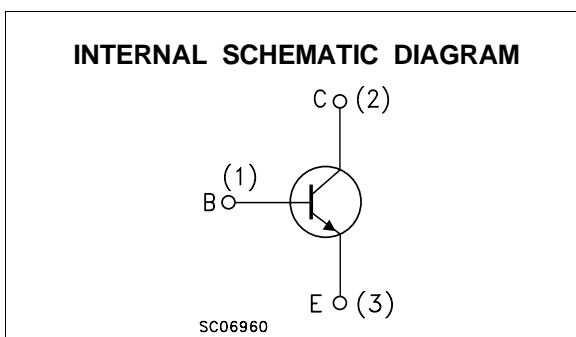 INTERNAL SCHEMATIC DIAGRAM
C (2)
(1)
B
E (3)
SC06960